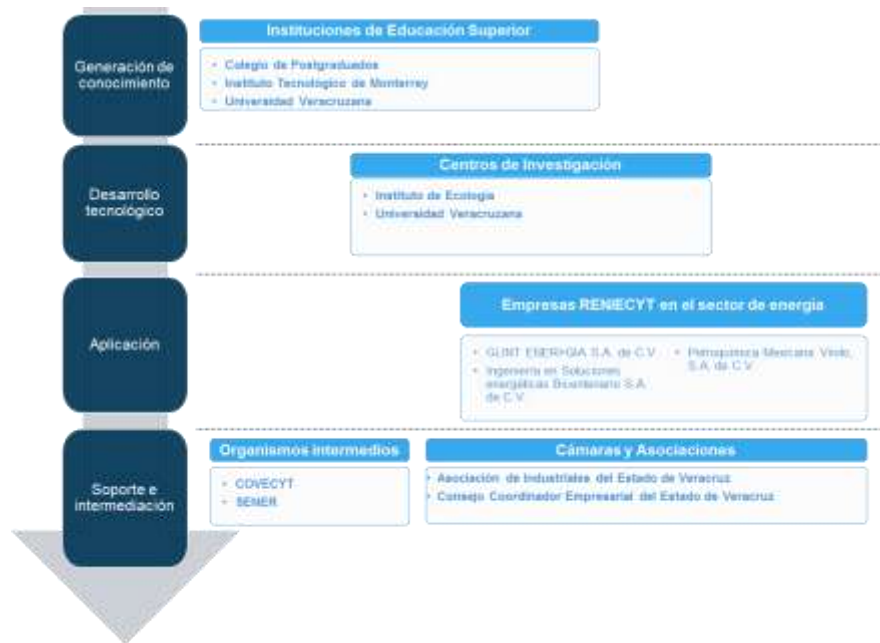 Instituciones de Educación Superior
Generación de
conocimiento
• Colegio de Postgraduados
• Instituto Tecnológico de Monterrey
• Universidad Veracruzana
Centros de Investigación
Desarrollo
tecnológico
• Instituto de Ecología
• Universidad Veracruzana
Empresas RENIECYT en el sector de energía
Aplicación
• S.A. de C.V.
• Ingeniería en Soluciones
energéticas Bicentenario S.A.
de C.V.
• Petroquímica Mexicana
S.A. de C.V.
Organismos intermedios
Cámaras y Asociaciones
Soporte e
intermediación
• COVECYT
• SENER
• Asociación de Industriales del Estado de Veracruz
• Consejo Coordinador Empresarial del Estado de Veracruz